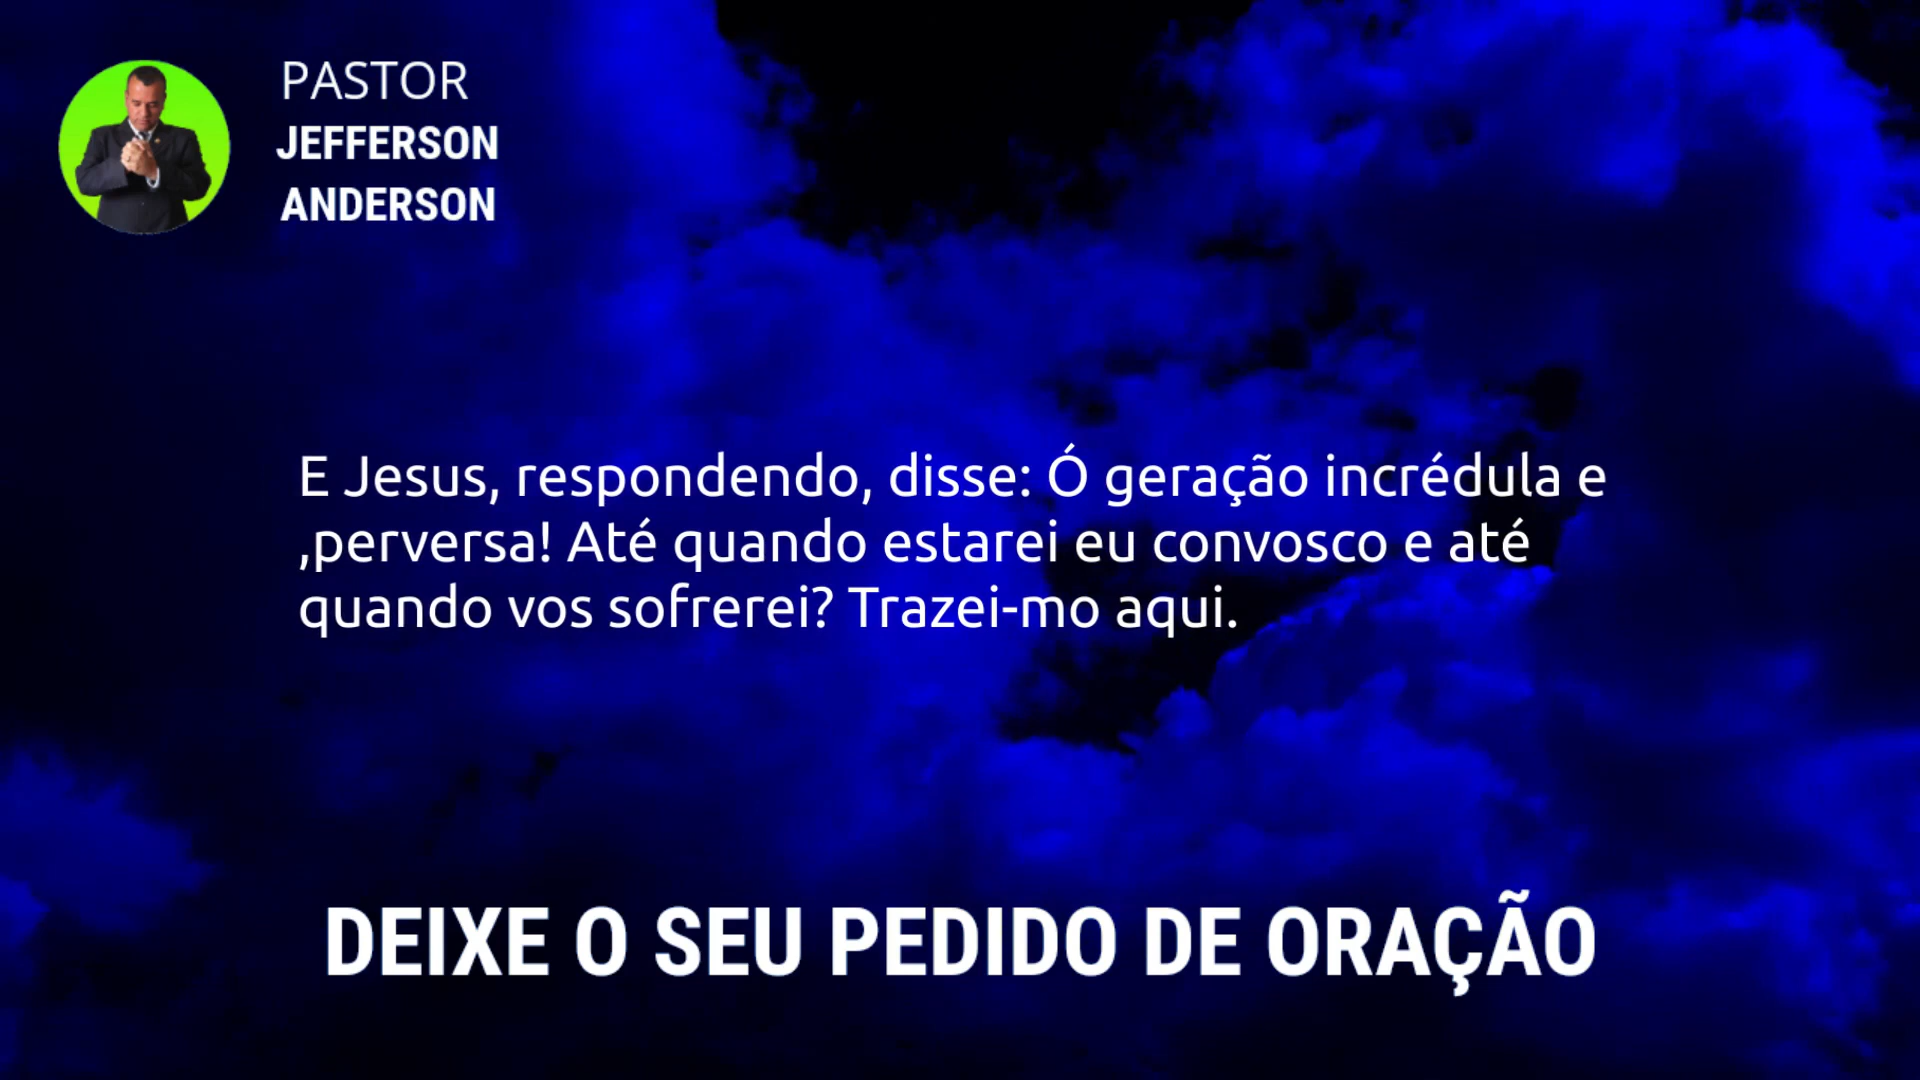 PASTOR
JEFFERSON
ANDERSON
E Jesus, respondendo, disse: Ó geração incrédula e
,perversa! Até quando estarei eu convosco e até
quando vos sofrerei? Trazei-mo aqui.
DEIXE O SEU PEDIDO DE ORAÇÃO